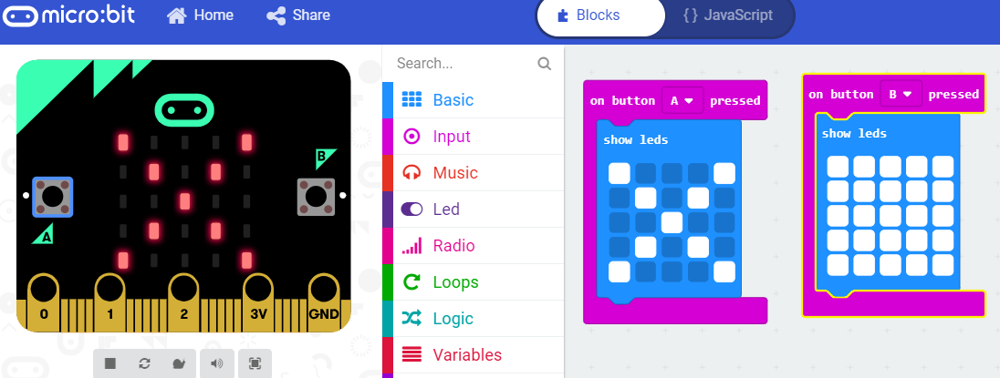 micro:bit Home Share Blocks { } JavaScript
Search...
Basic
Input
Music
Led
Radio
Loops
Logic
Variables
B
A
0 1 2 3V GND
on button A pressed
show leds
on button B pressed
show leds